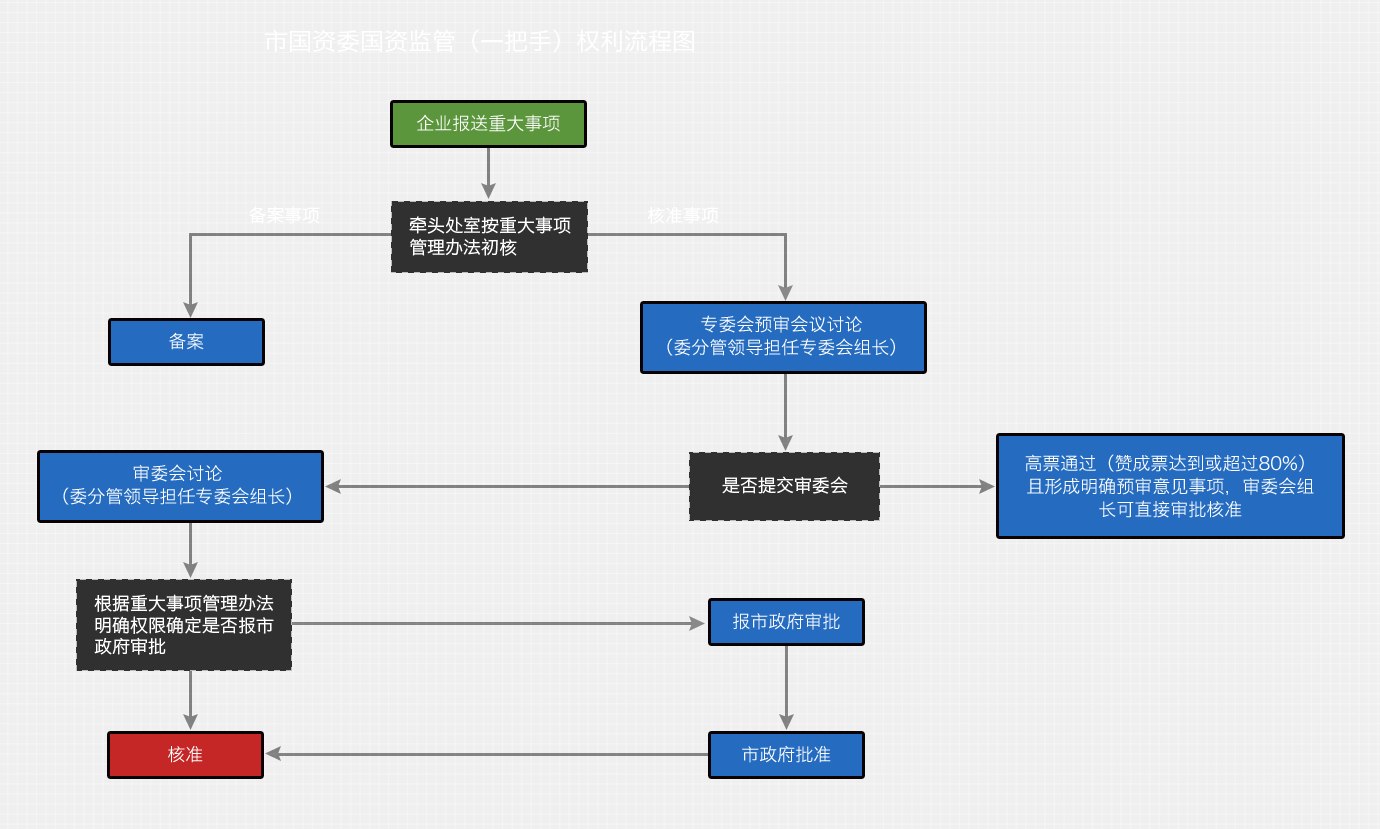 市国资委国资监管（一把手）权利流程图
企业报送重大事项
备案事项
核准事项
牵头处室按重大事项
管理办法初核
备案
专委会预审会议讨论
（委分管领导担任专委会组长）
审委会讨论
（委分管领导担任专委会组长）
是否提交审委会
高票通过（赞成票达到或超过80%）
且形成明确预审意见事项，审委会组
长可直接审批核准
根据重大事项管理办法
明确权限确定是否报市
政府审批
报市政府审批
核准
市政府批准